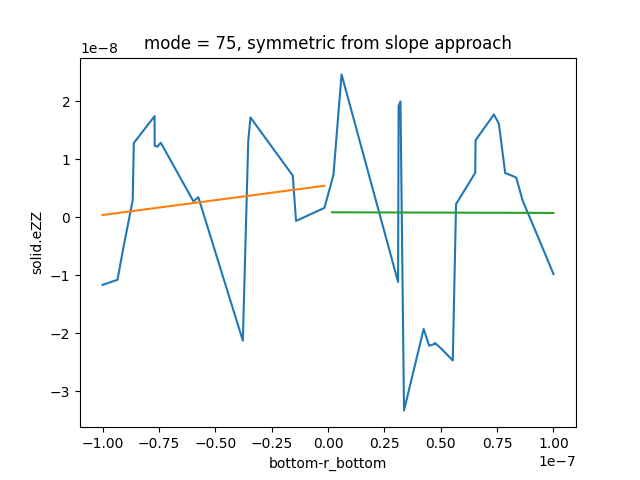 mode = 75, symmetric from slope approach
1e−8
2
1
0
−1
−2
−3
solid.eZZ
−1.00 −0.75 −0.50 −0.25 0.00 0.25 0.50 0.75 1.00
bottom-r_bottom
1e−7